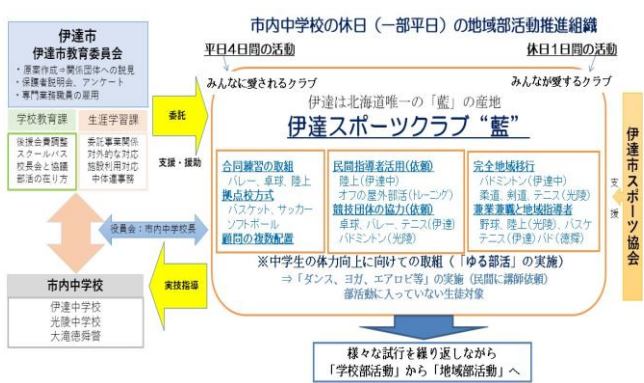 市内中学校の休日（一部平日）の地域部活動推進組織
伊達市
伊達市教育委員会
・原案作成⇒関係団体への説見
・保護者説明会、アンケート
・専門業務職員の雇用
学校教育課
後援会費調整
スクールバス
校長会と協議
部活の在り方
生涯学習課
委託事業関係
対外的な対応
施設利用対応
中体連事務
委託
支援・援助
役員会：市内中学校長
市内中学校
伊達中学校
光陵中学校
大滝徳舜瞥
実技指導
平日4日間の活動
休日1日間の活動
みんなに愛されるクラブ
みんなが愛するクラブ
伊達は北海道唯一の「藍」の産地
伊達スポーツクラブ“藍”
合同練習の取組
バレー、卓球、陸上
拠点校方式
バスケット、サッカー
ソフトボール
顧問の複数配置
民間指導者活用(依頼)
陸上(伊達中)
オフの屋外部活(トレーニング)
競技団体の協力(依頼)
卓球、バレー、テニス(伊達)
バドミントン(光陵)
完全地域移行
バドミントン(伊達中)
柔道、剣道、テニス(光陵)
兼業兼職と地域指導者
野球、陸上(光陵)、バスケ
テニス(伊達)バド(徳舜)
※中学生の体力向上に向けての取組(「ゆる部活」の実施)
⇒「ダンス、ヨガ、エアロビ等」の実施(民間に講師依頼)
部活動に入っていない生徒対象
支援
伊達市スポーツ協会
様々な試行を繰り返しながら
「学校部活動」から「地域部活動」へ